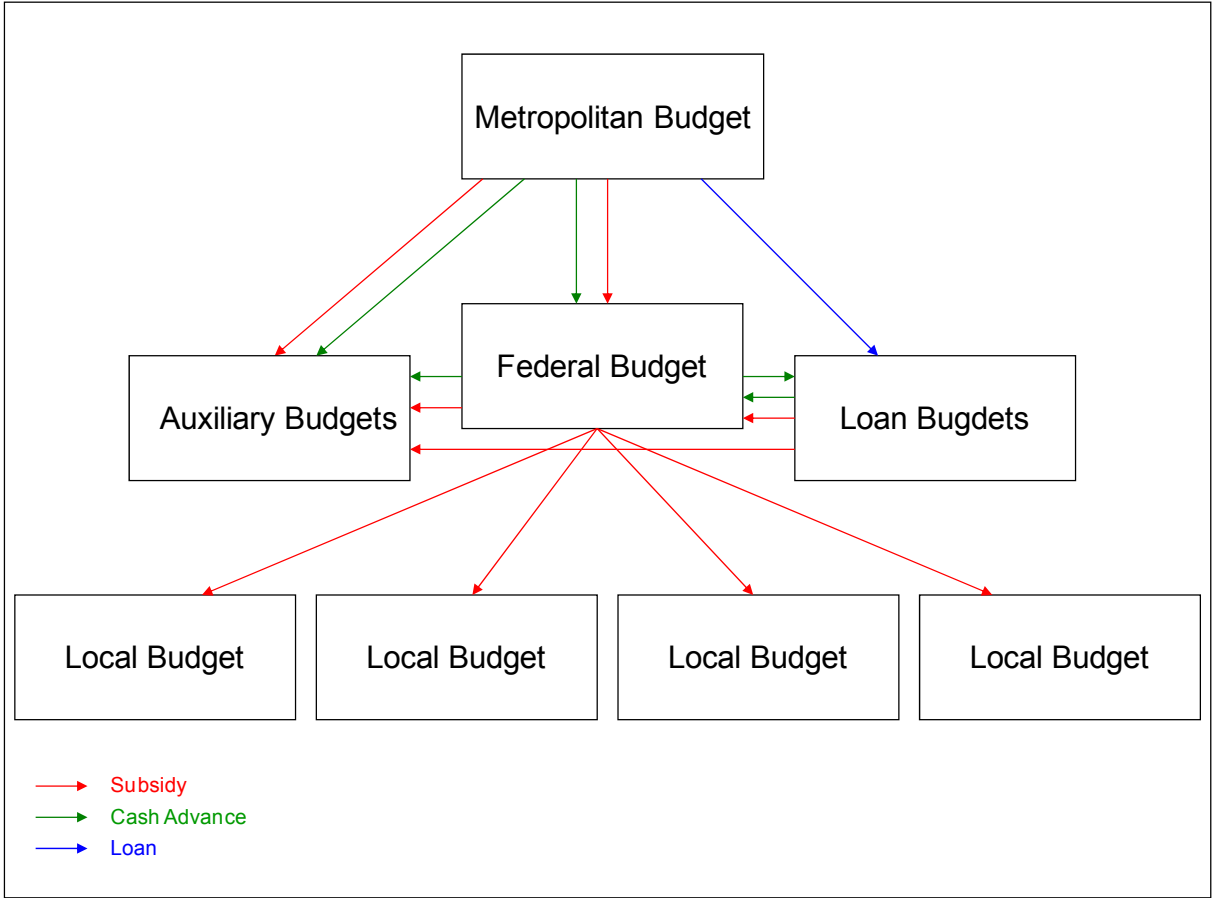 Metropolitan Budget
Federal Budget
Auxiliary Budgets
Loan Bugdets
Local Budget
Local Budget
Local Budget
Local Budget
Subsidy
Cash Advance
Loan